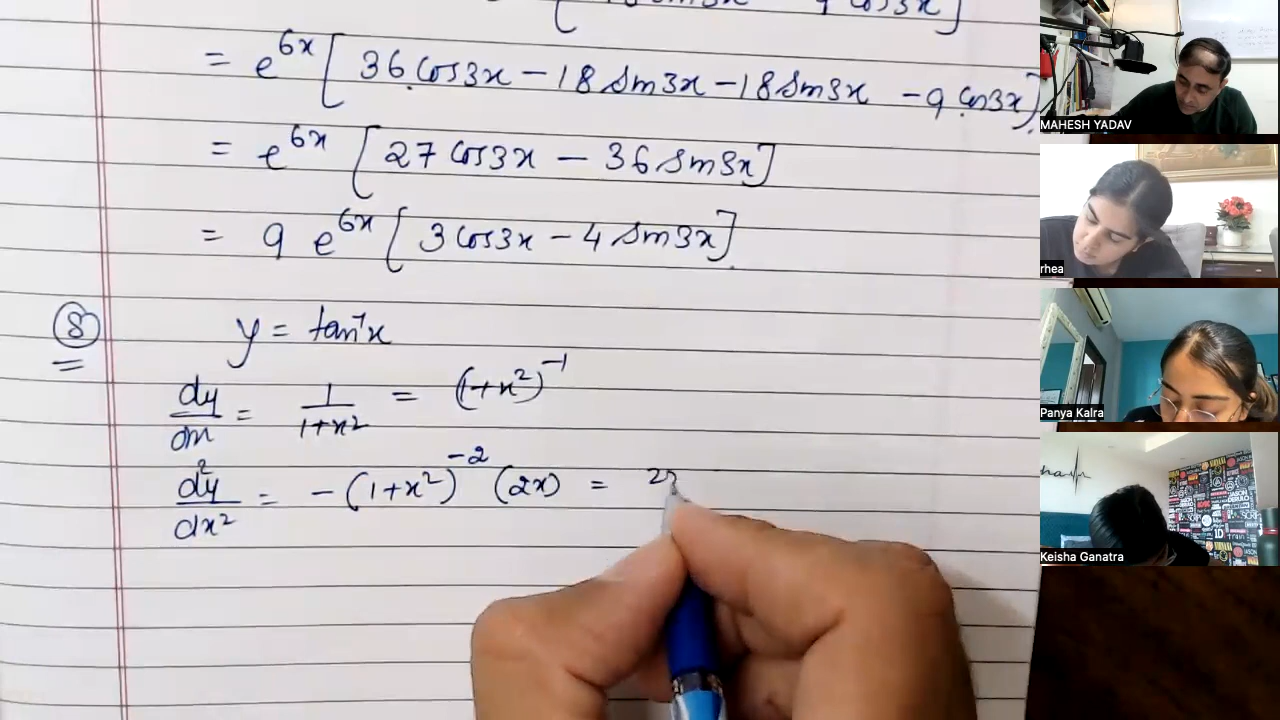 = e^{6x} [ 36 cos3x - 18 sin3x - 18 sin3x - 9 cos3x ]
= e^{6x} [ 27 cos3x - 36 sin3x ]
= 9 e^{6x} [ 3 cos3x - 4 sin3x ]
⑧ y = tan⁻¹x
dy/dx = 1/(1+x²) = (1+x²)⁻¹
d²y/dx² = -(1+x²)⁻² (2x) =
MAHESH YADAV
rhea
Panya Kalra
Keisha Ganatra